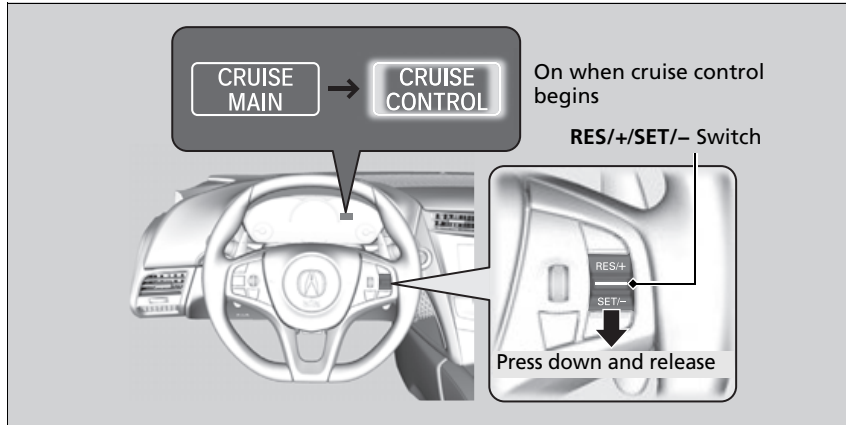 CRUISE
MAIN
CRUISE
CONTROL
On when cruise control
begins
RES/+/SET/− Switch
RES/+
SET/−
Press down and release